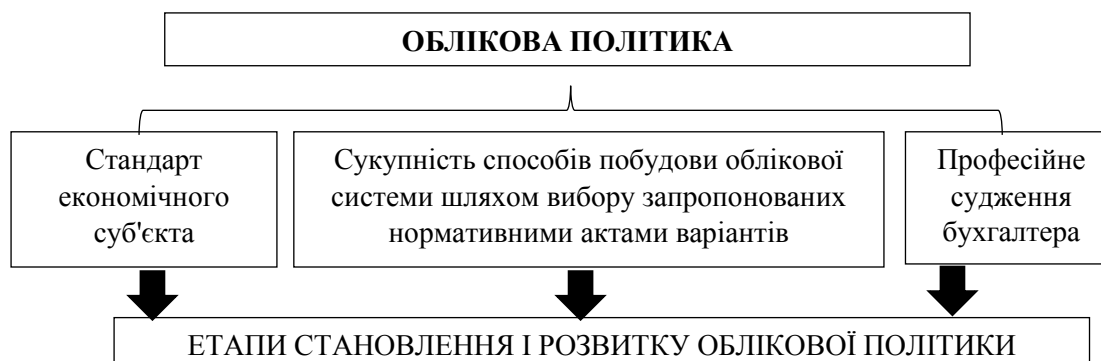 ОБЛІКОВА ПОЛІТИКА
Стандарт
економічного
суб'єкта
Сукупність способів побудови облікової
системи шляхом вибору запропонованих
нормативними актами варіантів
Професійне
судження
бухгалтера
ЕТАПИ СТАНОВЛЕННЯ І РОЗВИТКУ ОБЛІКОВОЇ ПОЛІТИКИ